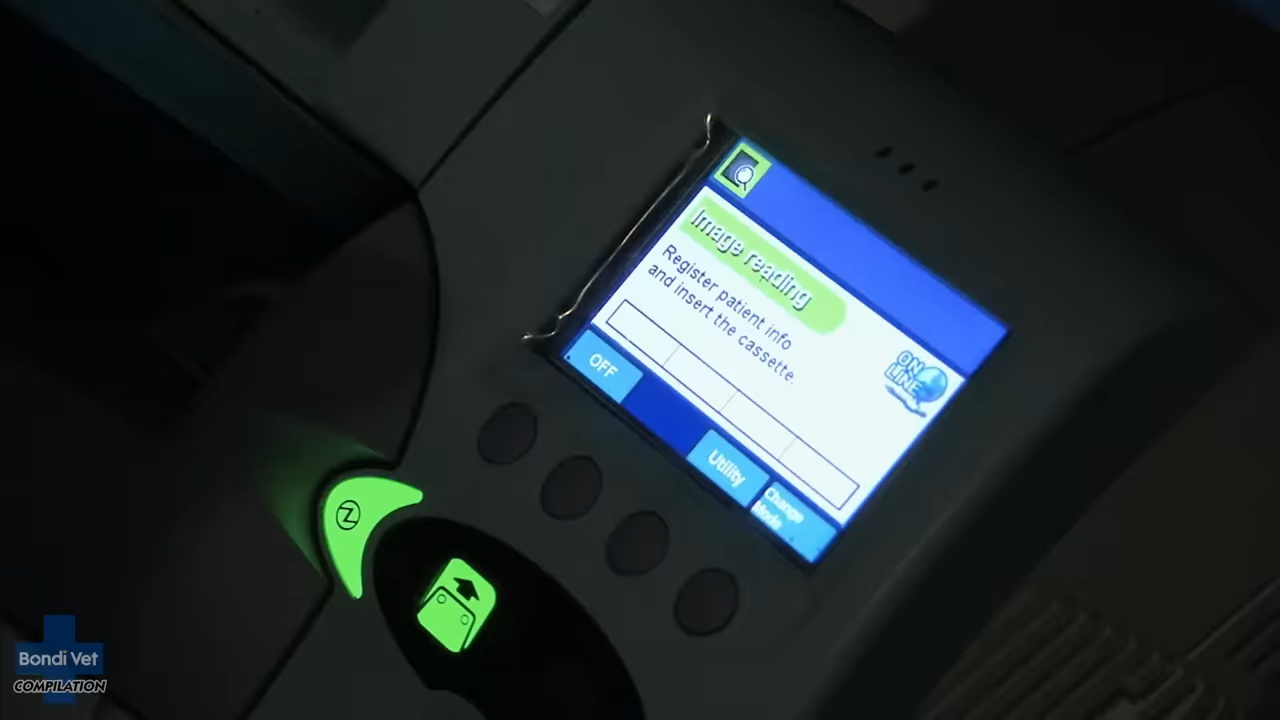 Image reading
Register patient info
and insert the cassette.
ON
LINE
OFF
Utility
Change
Mode
Bondi Vet
COMPILATION